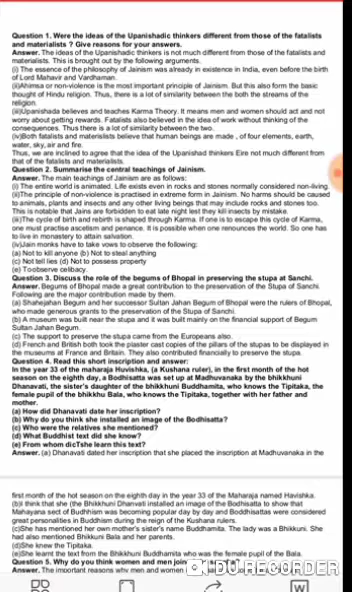 Question 1. Were the ideas of the Upanishadic thinkers different from those of the fatalists
and materialists ? Give reasons for your answers.
Answer. The ideas of the Upanishadic thinkers is not much different from those of the fatalists and
materialists. This is brought out by the following arguments.
(i) The essence of the philosophy of Jainism was already in existence in India, even before the birth
of Lord Mahavir and Vardhaman.
(ii)Ahimsa or non-violence is the most important principle of Jainism. But this also form the basic
thought of Hindu religion. Thus, there is a lot of similarity between the both the streams of the
religion.
(iii)Upanishada believes and teaches Karma Theory. It means men and women should act and not
worry about getting rewards. Fatalists also believed in the idea of work without thinking of the
consequences. Thus there is a lot of similarity between the two.
(iv)Both fatalists and materislists believe that human beings are made , of four elements, earth,
water, sky, air and fire.
Thus, we are inclined to agree that the idea of the Upanishad thinkers Eire not much different from
that of the fatalists and materialists.
Question 2. Summarise the central teachings of Jainism.
Answer. The main teachings of Jainism are as follows:
(i) The entire world is animated. Life exists even in rocks and stones normally considered non-living.
(ii)The principle of non-violence is practised in extreme form in Jainism. No harms should be caused
to animals, plants and insects and any other living beings that may include rocks and stones too.
This is notable that Jains are forbidden to eat late night lest they kill insects by mistake.
(iii)The cycle of birth and rebirth is shaped through Karma. If one is to escape this cycle of Karma,
one must practise ascetism and penance. It is possible when one renounces the world. So one has
to live in monastery to attain salvation.
(iv)Jain monks have to take vows to observe the following;
(a) Not to kill anyone (b) Not to steal anything
(c) Not tell lies (d) Not to possess property
(e) Toobserve celibacy.
Question 3. Discuss the role of the begums of Bhopal in preserving the stupa at Sanchi.
Answer. Begums of Bhopal made a great contribution to the preservation of the Stupa of Sanchi.
Following are the major contribution made by them.
(a) Shahejahan Begum and her successor Sultan Jahan Begum of Bhopal were the rulers of Bhopal,
who made generous grants to the preservation of the Stupa of Sanchi.
(b) A museum was built near the stupa and it was built mainly on the financial support of Begum
Sultan Jahan Begum.
(c) The support to preserve the stupa came from the Europeans also.
(d) French and British both took the plaster cast copies of the pillars of the stupas to be displayed in
the museums at France and Britain. They also contributed financially to preserve the stupa.
Question 4. Read this short inscription and answer:
In the year 33 of the maharaja Huvishka, (a Kushana ruler), in the first month of the hot
season on the eighth day, a Bodhisatta was set up at Madhuvanaka by the bhikkhuni
Dhanavati, the sister's daughter of the bhikkhuni Buddhamita, who knows the Tipitaka, the
female pupil of the bhikkhu Bala, who knows the Tipitaka, together with her father and
mother.
(a) How did Dhanavati date her inscription?
(b) Why do you think she installed an image of the Bodhisatta?
(c) Who were the relatives she mentioned?
(d) What Buddhist text did she know?
(e) From whom dicTshe learn this text?
Answer. (a) Dhanavati dated her inscription that she placed the inscription at Madhuvanaka in the
first month of the hot season on the eighth day in the year 33 of the Maharaja named Havishka.
(b)I think that she (the Bhikkhuni Dhanvati installed an image of the Bodhisatta to show that
Mahayana sect of Budhhism was becoming popular day by day and Boddhisattas were considered
great personalities in Buddhism during the reign of the Kushana rulers.
(c)She has mentioned her own mother's sister's name Buddhamita. The lady was a Bhikkuni. She
had also mentioned Bhikkuni Bala and her parents.
(d)She knew the Tipitaka.
(e)She learnt the text from the Bhikkhuni Buddhamita who was the female pupil of the Bala.
Question 5. Why do you think women and men join
Answer. The important reasons why men and women
DU RECORDER
W